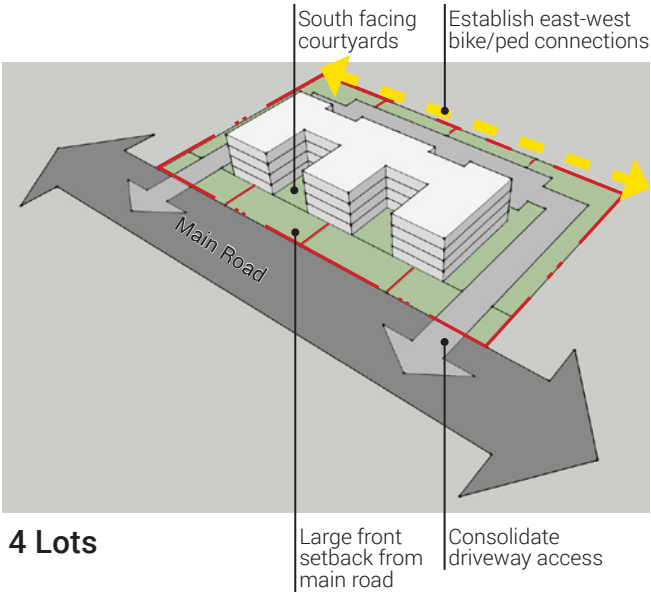 South facing
courtyards
Establish east-west
bike/ped connections
Main Road
4 Lots
Large front
setback from
main road
Consolidate
driveway access